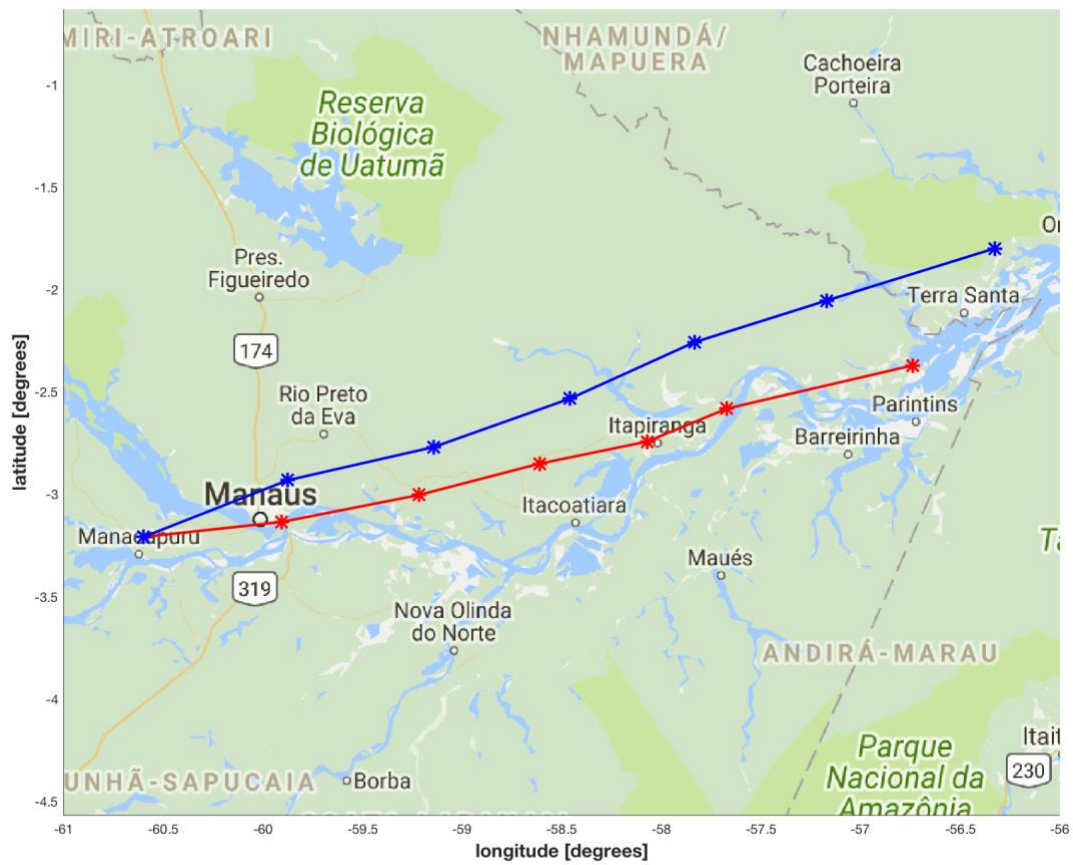 MIRI-ATROARI
NHAMUNDÁ/
MAPUERA
Cachoeira
Porteira
-1
Reserva
Biológica
de Uatumã
-1.5
Pres.
Figueiredo
-2
Terra Santa
174
Rio Preto
da Eva
-2.5
Itapiranga
Parintins
Barreirinha
latitude [degrees]
-3
Manaus
Itacoatiara
Manacapuru
Maués
-3.5
319
Nova Olinda
do Norte
ANDIRÁ-MARAU
-4
Parque
Nacional da
Amazônia
230
UNHÃ-SAPUCAIA
Borba
-4.5
-61
-60.5
-60
-59.5
-59
-58.5
-58
-57.5
-57
-56.5
-56
longitude [degrees]